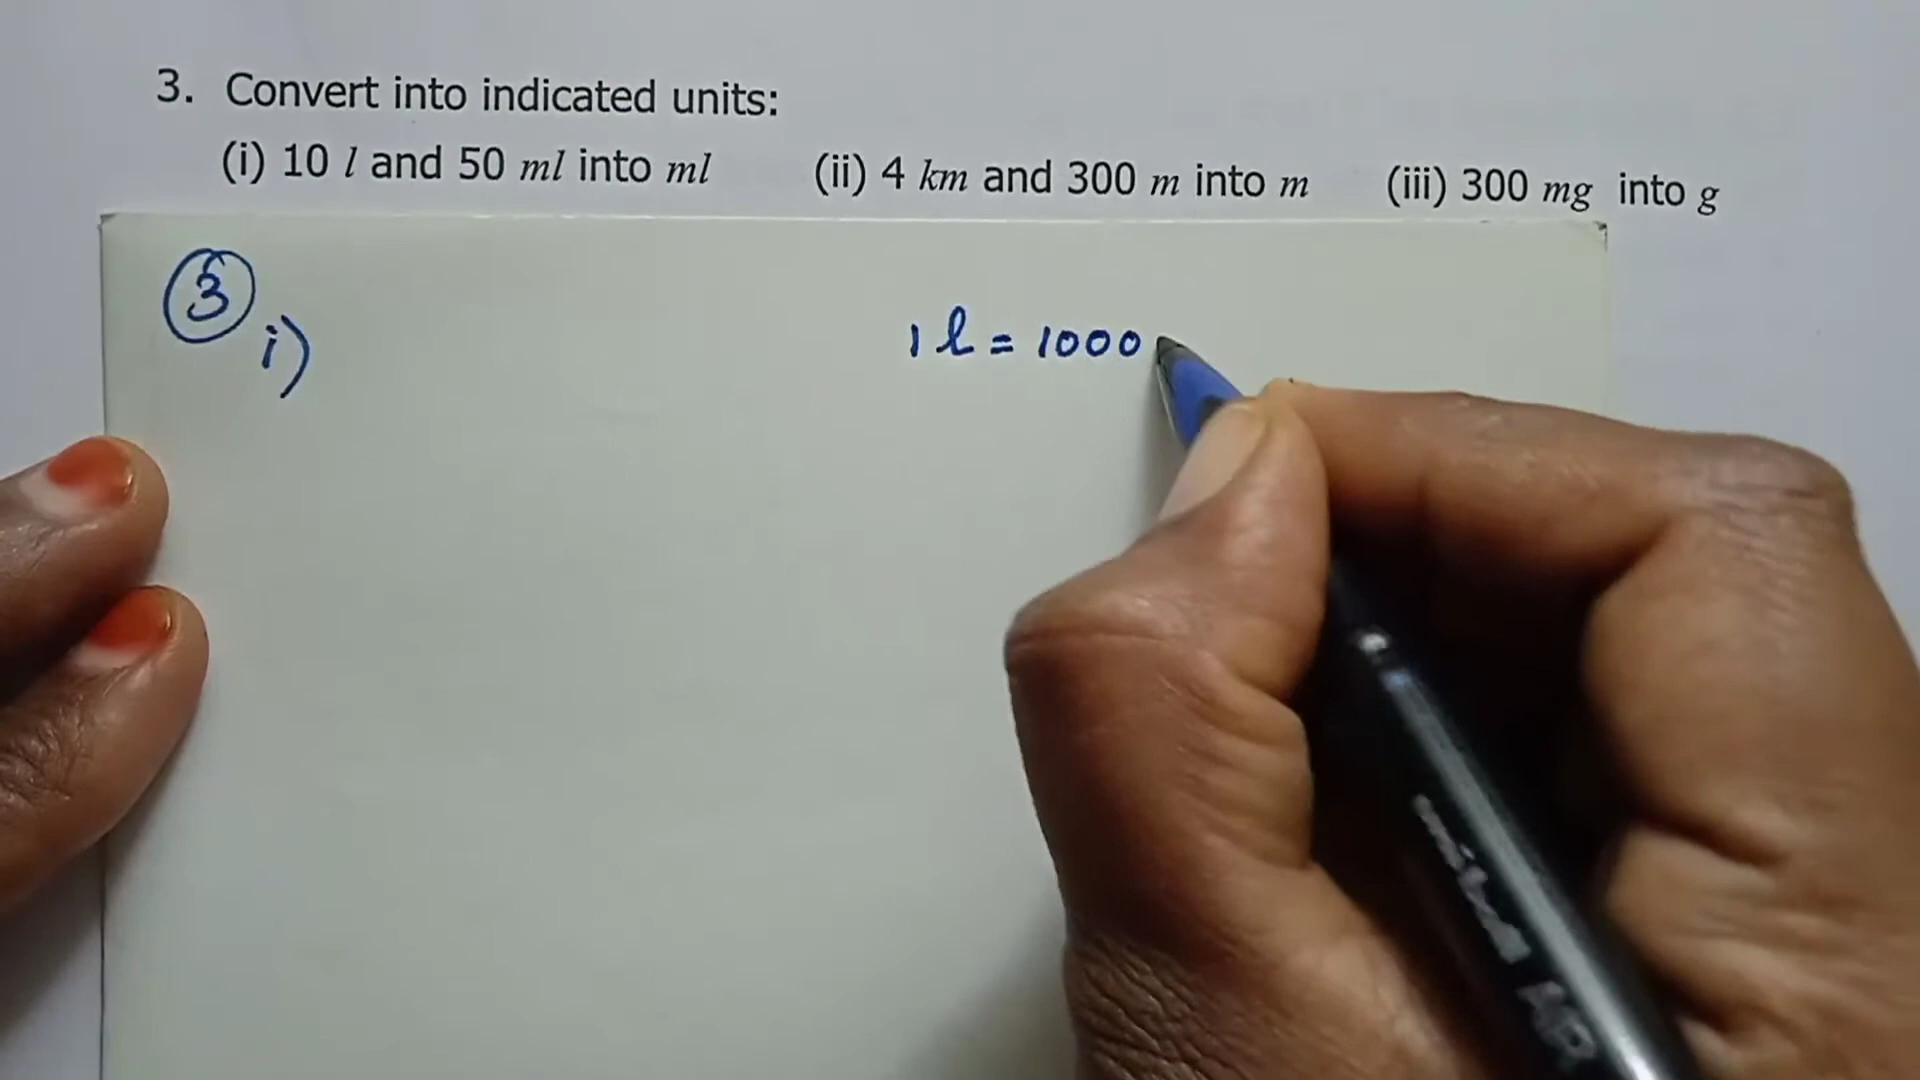 3. Convert into indicated units:
(i) 10 l and 50 ml into ml (ii) 4 km and 300 m into m (iii) 300 mg into g
3
i)
1 l = 1000